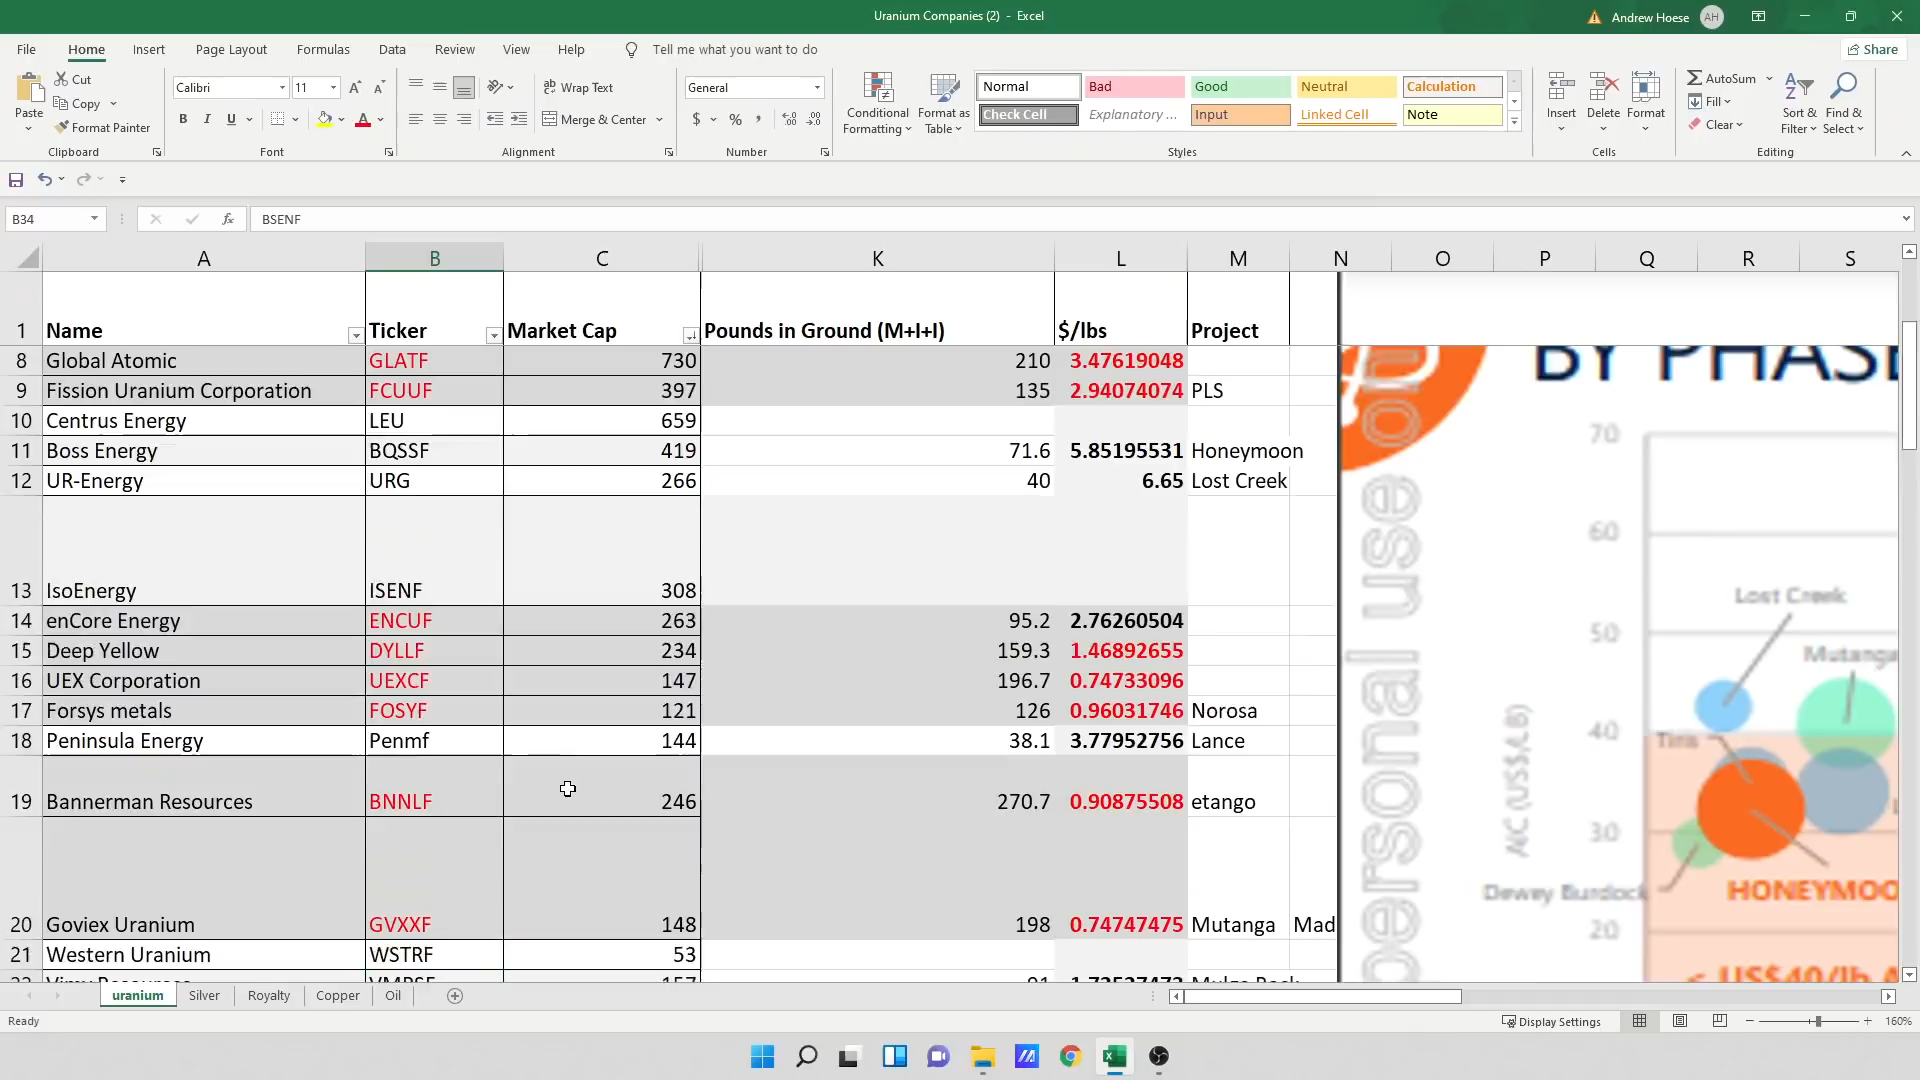 Uranium Companies (2) - Excel
Andrew Hoese AH
File Home Insert Page Layout Formulas Data Review View Help Tell me what you want to do Share
Cut
Copy
Format Painter
Paste
Calibri 11
B I U
Wrap Text
Merge & Center
General
$ %
Conditional Formatting
Format as Table
Normal Bad Good Neutral Calculation
Check Cell Explanatory ... Input Linked Cell Note
Insert Delete Format
AutoSum
Fill
Clear
Sort & Filter
Find & Select
Clipboard Font Alignment Number Styles Cells Editing
B34 fx BSENF
A B C K L M N O P Q R S
1 Name Ticker Market Cap Pounds in Ground (M+I+I) $/lbs Project
8 Global Atomic GLATF 730 210 3.47619048
9 Fission Uranium Corporation FCUUF 397 135 2.94074074 PLS
10 Centrus Energy LEU 659
11 Boss Energy BQSSF 419 71.6 5.85195531 Honeymoon
12 UR-Energy URG 266 40 6.65 Lost Creek
13 IsoEnergy ISENF 308
14 enCore Energy ENCUF 263 95.2 2.76260504
15 Deep Yellow DYLLF 234 159.3 1.46892655
16 UEX Corporation UEXCF 147 196.7 0.74733096
17 Forsys metals FOSYF 121 126 0.96031746 Norosa
18 Peninsula Energy Penmf 144 38.1 3.77952756 Lance
19 Bannerman Resources BNNLF 246 270.7 0.90875508 etango
20 Goviex Uranium GVXXF 148 198 0.74747475 Mutanga Mad
21 Western Uranium WSTRF 53
BY PHASE
70
60
50
40
30
20
Lost Creek
Mutanga
Dewey Burdock
HONEYMOO
< US$40/lb A
AIC (US$/LB)
ersonal use on
uranium Silver Royalty Copper Oil
Ready Display Settings 160%